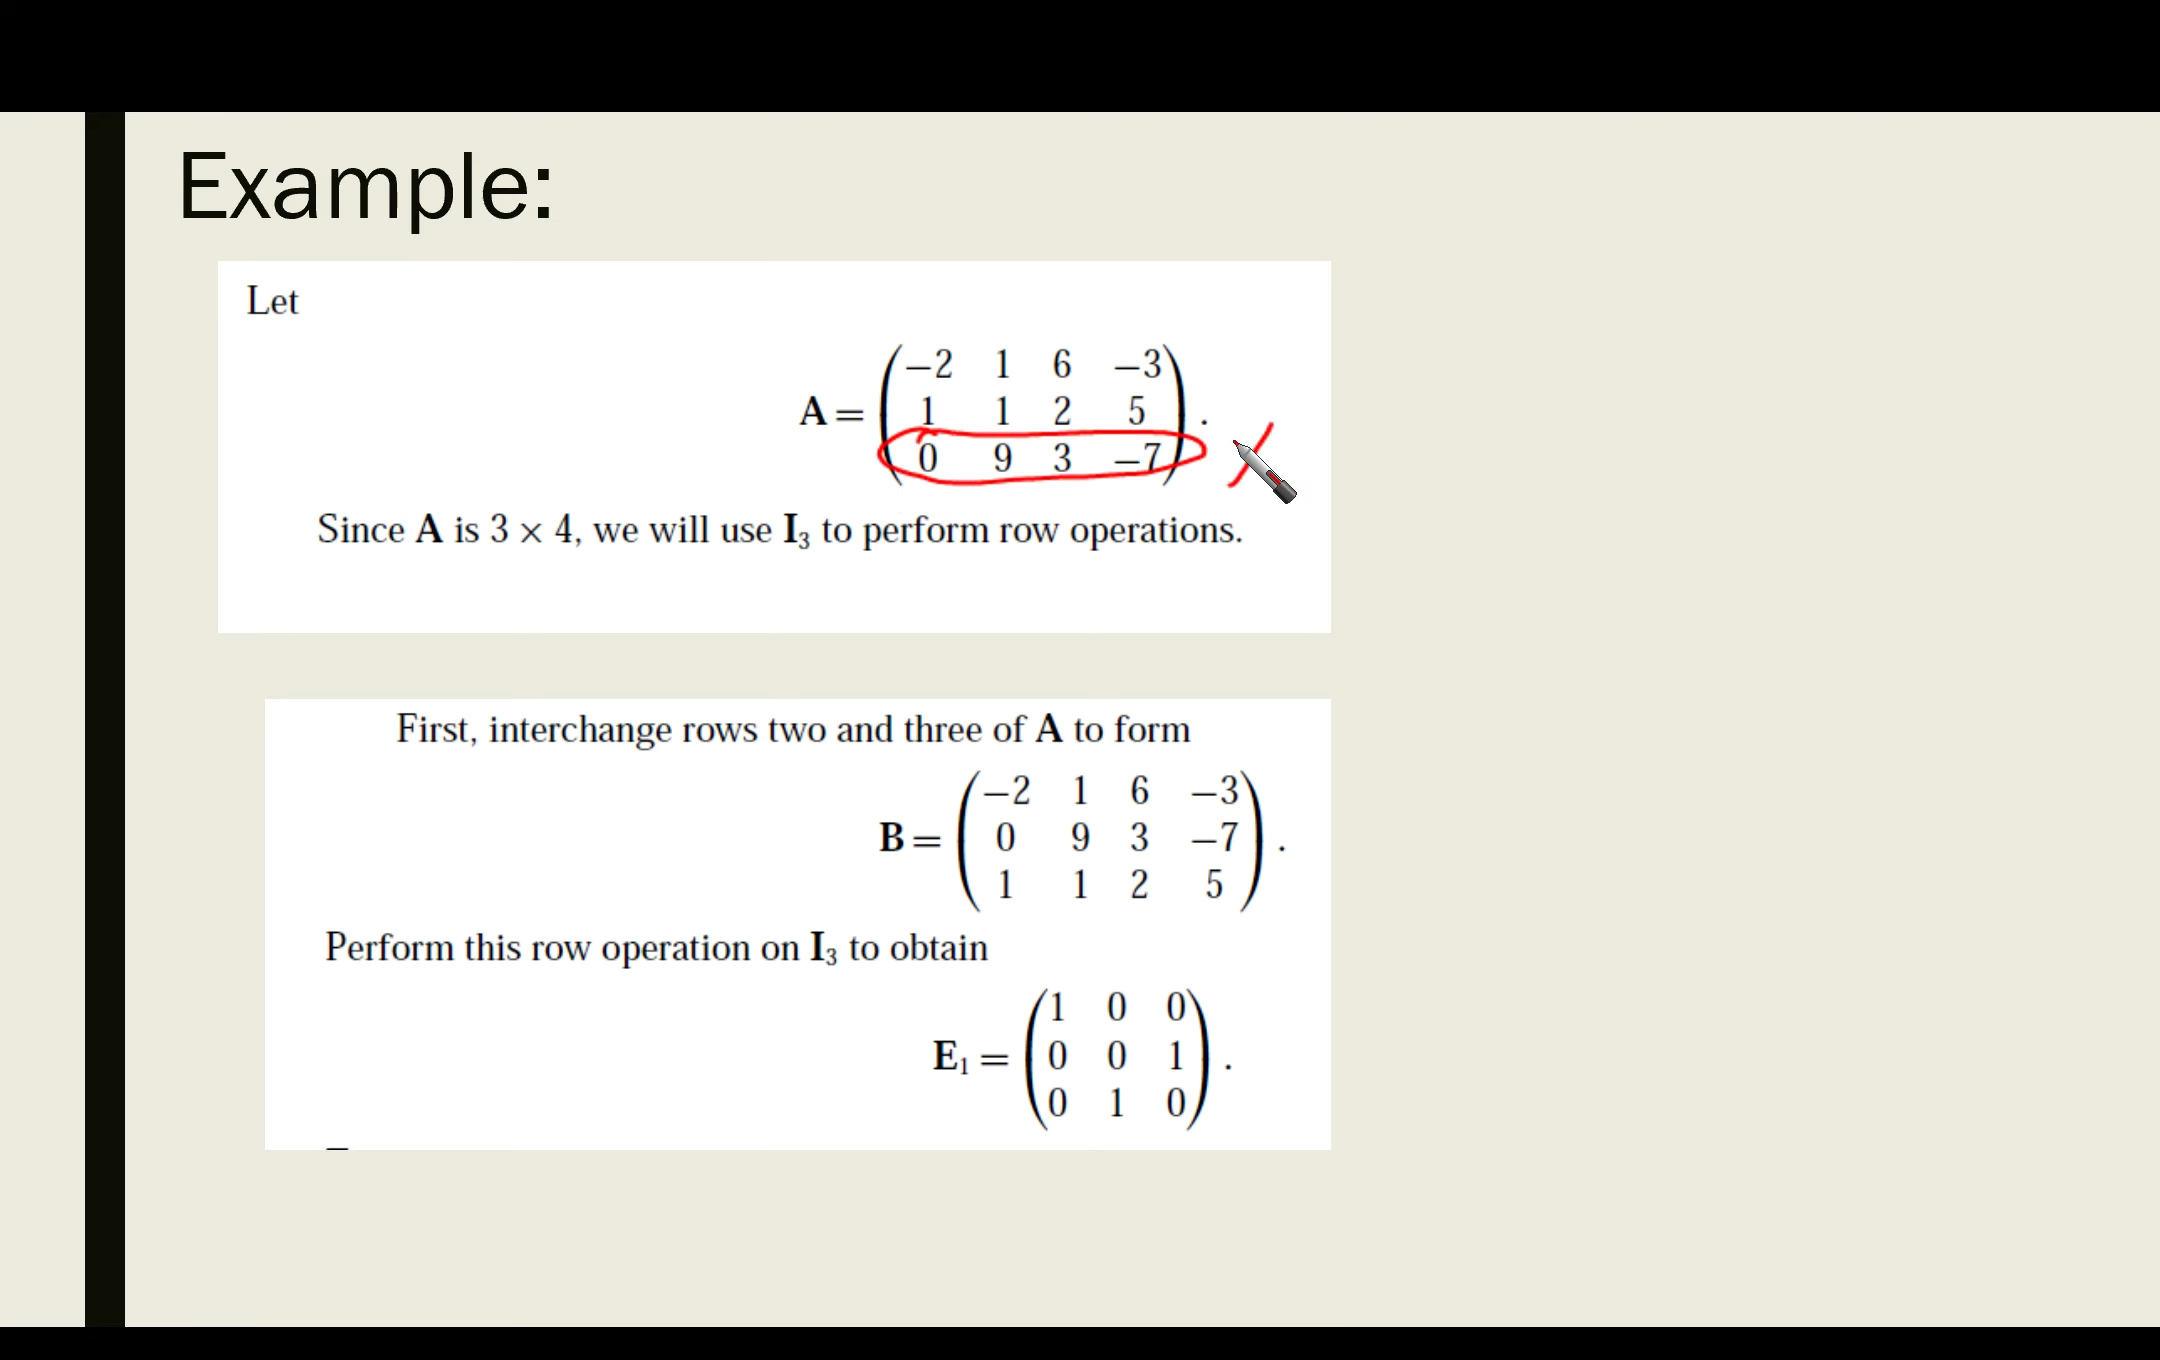 Example:
Let
A = (−2 1 6 −3
1 1 2 5
0 9 3 −7).
Since A is 3 × 4, we will use I₃ to perform row operations.
First, interchange rows two and three of A to form
B = (−2 1 6 −3
0 9 3 −7
1 1 2 5).
Perform this row operation on I₃ to obtain
E₁ = (1 0 0
0 0 1
0 1 0).